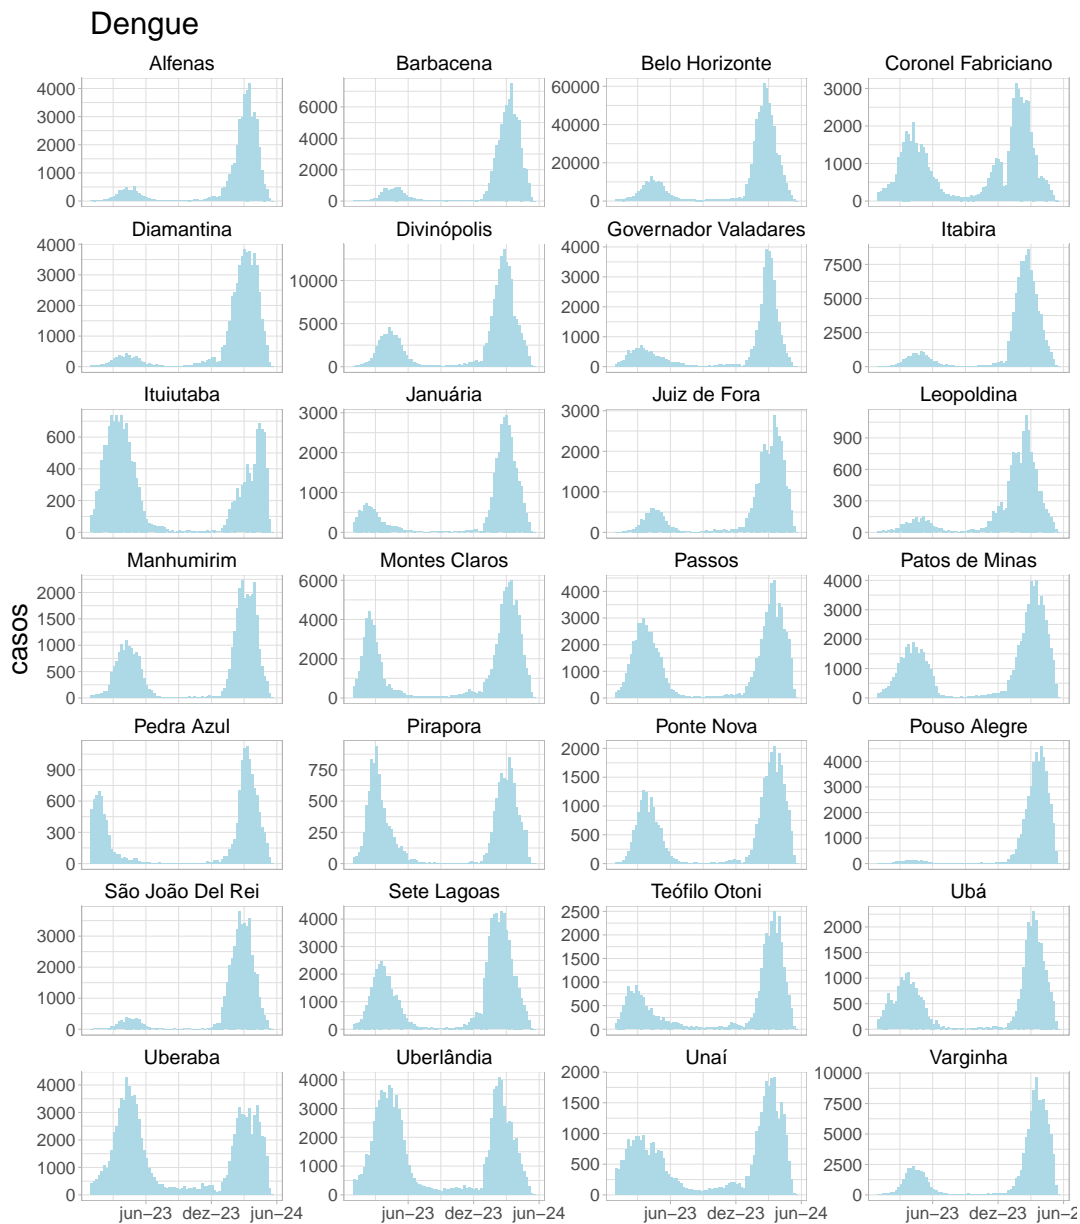 Dengue
Alfenas Barbacena Belo Horizonte Coronel Fabriciano
4000 3000 2000 1000 0
6000 4000 2000 0
60000 40000 20000 0
3000 2000 1000 0
Diamantina Divinópolis Governador Valadares Itabira
4000 3000 2000 1000 0
10000 5000 0
4000 3000 2000 1000 0
7500 5000 2500 0
Ituiutaba Januária Juiz de Fora Leopoldina
600 400 200 0
3000 2000 1000 0
3000 2000 1000 0
900 600 300 0
Manhumirim Montes Claros Passos Patos de Minas
2000 1500 1000 500 0
6000 4000 2000 0
4000 3000 2000 1000 0
4000 3000 2000 1000 0
casos
Pedra Azul Pirapora Ponte Nova Pouso Alegre
900 600 300 0
750 500 250 0
2000 1500 1000 500 0
4000 3000 2000 1000 0
São João Del Rei Sete Lagoas Teófilo Otoni Ubá
3000 2000 1000 0
4000 3000 2000 1000 0
2500 2000 1500 1000 500 0
2000 1500 1000 500 0
Uberaba Uberlândia Unaí Varginha
4000 3000 2000 1000 0
4000 3000 2000 1000 0
2000 1500 1000 500 0
10000 7500 5000 2500 0
jun–23 dez–23 jun–24 jun–23 dez–23 jun–24 jun–23 dez–23 jun–24 jun–23 dez–23 jun–2